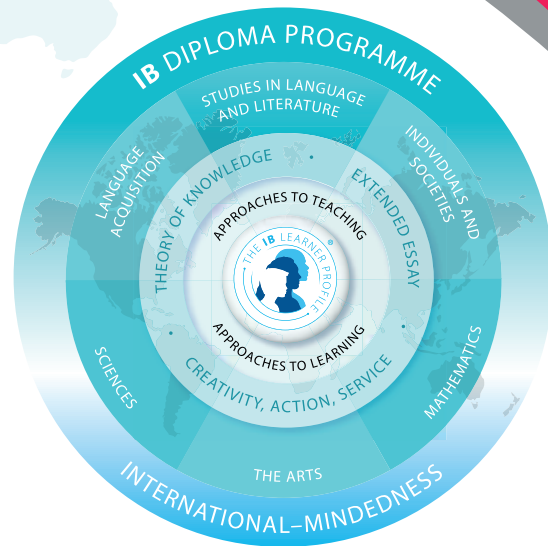 IB DIPLOMA PROGRAMME
STUDIES IN LANGUAGE
AND LITERATURE
LANGUAGE
ACQUISITION
INDIVIDUALS AND
SOCIETIES
THEORY OF KNOWLEDGE
EXTENDED ESSAY
APPROACHES TO TEACHING
• THE IB LEARNER PROFILE •
®
APPROACHES TO LEARNING
CREATIVITY, ACTION, SERVICE
SCIENCES
MATHEMATICS
THE ARTS
INTERNATIONAL–MINDEDNESS